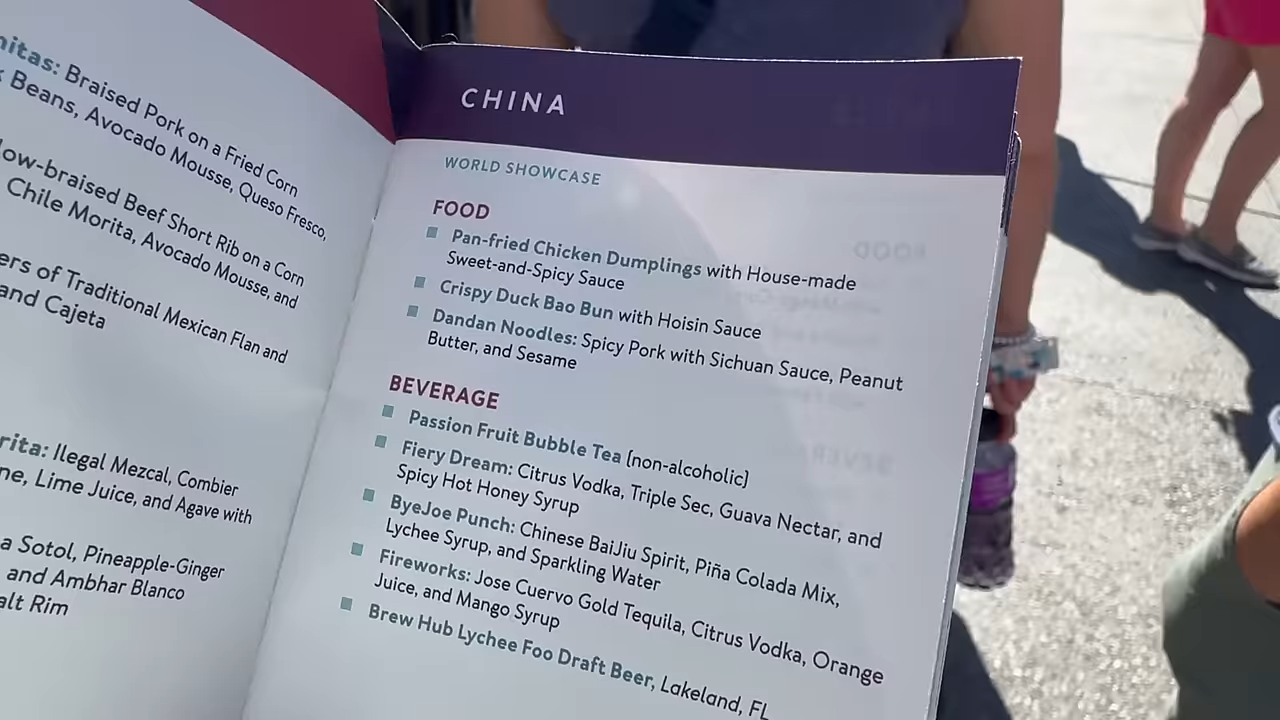 nitas: Braised Pork on a Fried Corn
Beans, Avocado Mousse, Queso Fresco,
low-braised Beef Short Rib on a Corn
Chile Morita, Avocado Mousse, and
ers of Traditional Mexican Flan and
and Cajeta
rita: Ilegal Mezcal, Combier
ne, Lime Juice, and Agave with
a Sotol, Pineapple-Ginger
and Ambhar Blanco
alt Rim
CHINA
WORLD SHOWCASE
FOOD
Pan-fried Chicken Dumplings with House-made
Sweet-and-Spicy Sauce
Crispy Duck Bao Bun with Hoisin Sauce
Dandan Noodles: Spicy Pork with Sichuan Sauce, Peanut
Butter, and Sesame
BEVERAGE
Passion Fruit Bubble Tea (non-alcoholic)
Fiery Dream: Citrus Vodka, Triple Sec, Guava Nectar, and
Spicy Hot Honey Syrup
ByeJoe Punch: Chinese BaiJiu Spirit, Piña Colada Mix,
Lychee Syrup, and Sparkling Water
Fireworks: Jose Cuervo Gold Tequila, Citrus Vodka, Orange
Juice, and Mango Syrup
Brew Hub Lychee Foo Draft Beer, Lakeland, FL